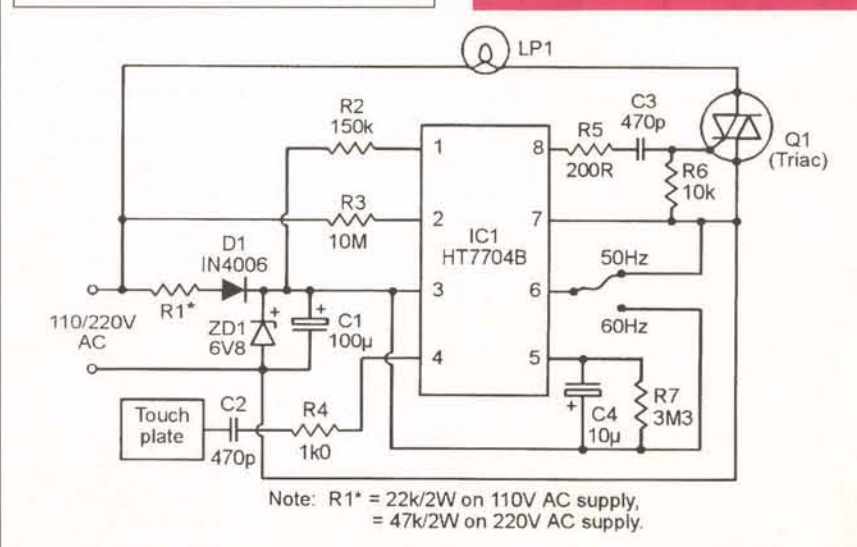 LP1
C3
470p
R2
150k
R5
200R
Q1
(Triac)
R6
10k
1
8
R3
10M
2
7
IC1
HT7704B
D1
IN4006
50Hz
3
6
R1*
110/220V
AC
ZD1
6V8
+
C1
100µ
60Hz
4
5
Touch
plate
C2
470p
R4
1k0
+
C4
10µ
R7
3M3
Note: R1* = 22k/2W on 110V AC supply,
= 47k/2W on 220V AC supply.